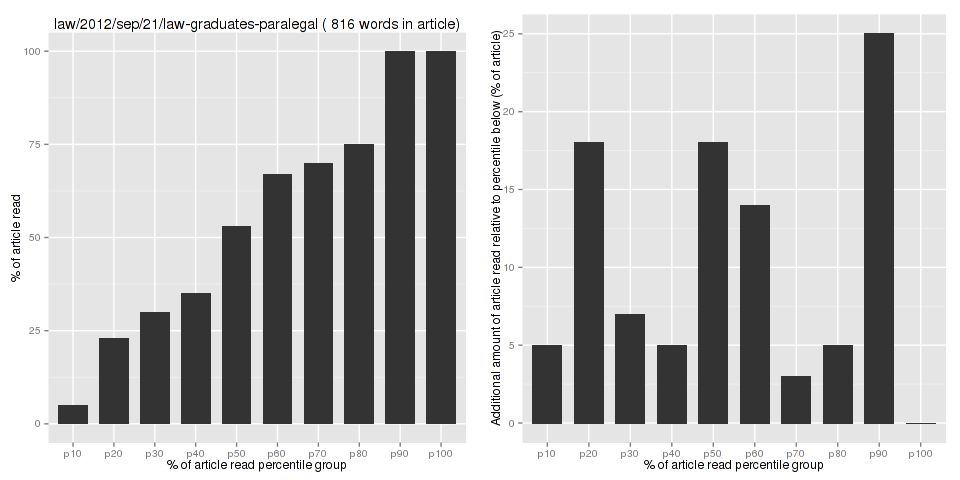 law/2012/sep/21/law-graduates-paralegal ( 816 words in article)
% of article read
100
75
50
25
0
p10 p20 p30 p40 p50 p60 p70 p80 p90 p100
% of article read percentile group
Additional amount of article read relative to percentile below (% of article)
25
20
15
10
5
0
p10 p20 p30 p40 p50 p60 p70 p80 p90 p100
% of article read percentile group